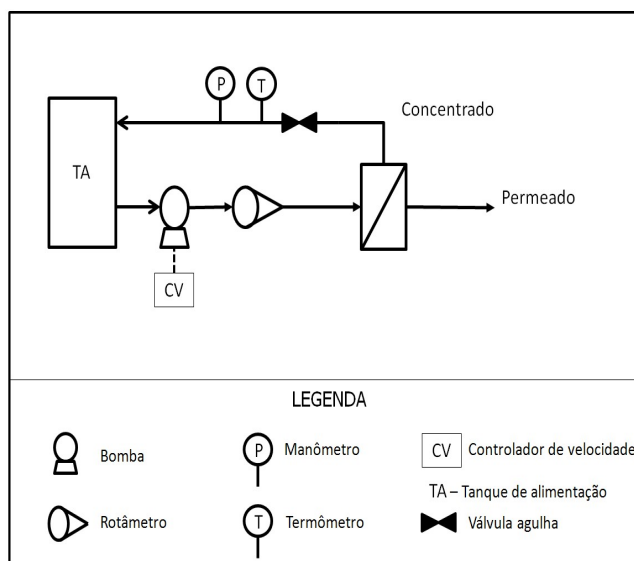 P
T
Concentrado
TA
Permeado
CV
LEGENDA
Bomba
P
Manômetro
CV
Controlador de velocidade
TA – Tanque de alimentação
Rotâmetro
T
Termômetro
Válvula agulha